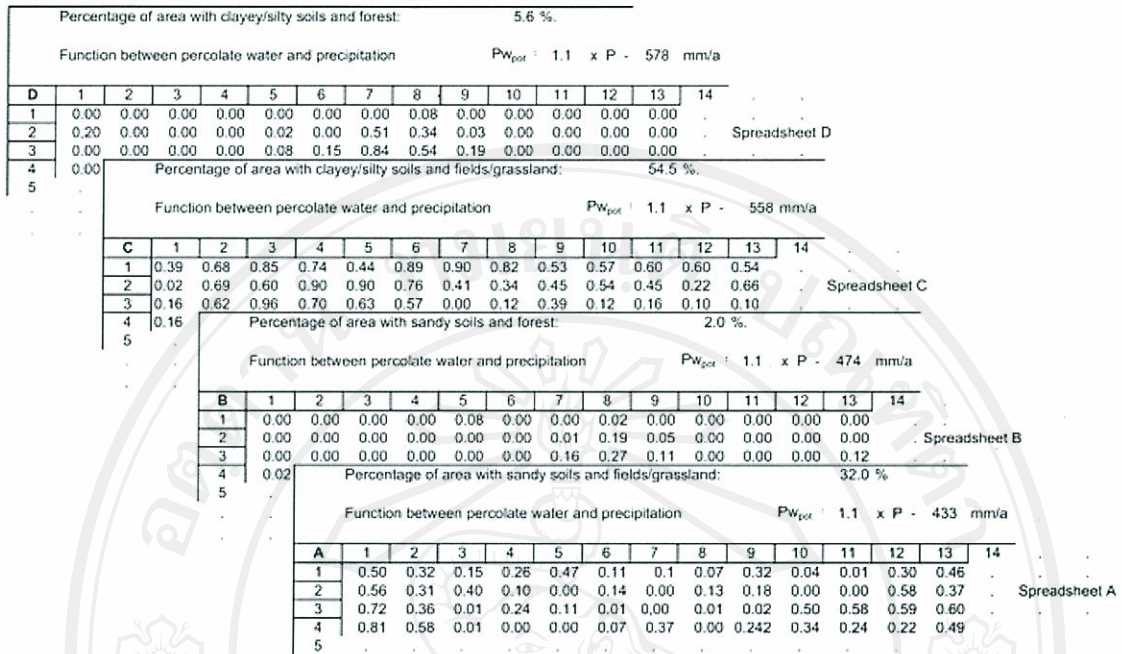 Percentage of area with clayey/silty soils and forest: 5.6 %.
Function between percolate water and precipitation Pwpot : 1.1 x P - 578 mm/a
D 1 2 3 4 5 6 7 8 9 10 11 12 13 14 . .
1 0.00 0.00 0.00 0.00 0.00 0.00 0.00 0.08 0.00 0.00 0.00 0.00 0.00 . . .
2 0.20 0.00 0.00 0.00 0.02 0.00 0.51 0.34 0.03 0.00 0.00 0.00 0.00 . Spreadsheet D
3 0.00 0.00 0.00 0.00 0.08 0.15 0.84 0.54 0.19 0.00 0.00 0.00 0.00 . . .
4 0.00
5 .
Percentage of area with clayey/silty soils and fields/grassland: 54.5 %.
Function between percolate water and precipitation Pwpot : 1.1 x P - 558 mm/a
C 1 2 3 4 5 6 7 8 9 10 11 12 13 14 . .
1 0.39 0.68 0.85 0.74 0.44 0.89 0.90 0.82 0.53 0.57 0.60 0.60 0.54 . . .
2 0.02 0.69 0.60 0.90 0.90 0.76 0.41 0.34 0.45 0.54 0.45 0.22 0.66 . Spreadsheet C
3 0.16 0.62 0.96 0.70 0.63 0.57 0.00 0.12 0.39 0.12 0.16 0.10 0.10 . . .
4 0.16
5 .
Percentage of area with sandy soils and forest: 2.0 %.
Function between percolate water and precipitation Pwpot : 1.1 x P - 474 mm/a
B 1 2 3 4 5 6 7 8 9 10 11 12 13 14 . .
1 0.00 0.00 0.00 0.00 0.08 0.00 0.00 0.02 0.00 0.00 0.00 0.00 0.00 . . .
2 0.00 0.00 0.00 0.00 0.00 0.00 0.01 0.19 0.05 0.00 0.00 0.00 0.00 . Spreadsheet B
3 0.00 0.00 0.00 0.00 0.00 0.00 0.16 0.27 0.11 0.00 0.00 0.00 0.12 . . .
4 0.02
5 .
Percentage of area with sandy soils and fields/grassland: 32.0 %
Function between percolate water and precipitation Pwpot : 1.1 x P - 433 mm/a
A 1 2 3 4 5 6 7 8 9 10 11 12 13 14 . .
1 0.50 0.32 0.15 0.26 0.47 0.11 0.1 0.07 0.32 0.04 0.01 0.30 0.46 . . .
2 0.56 0.31 0.40 0.10 0.00 0.14 0.00 0.13 0.18 0.00 0.00 0.58 0.37 . Spreadsheet A
3 0.72 0.36 0.01 0.24 0.11 0.01 0,00 0.01 0.02 0.50 0.58 0.59 0.60 . . .
4 0.81 0.58 0.01 0.00 0.00 0.07 0.37 0.00 0.242 0.34 0.24 0.22 0.49 . . .
5 . . . . . . . . . . . . .